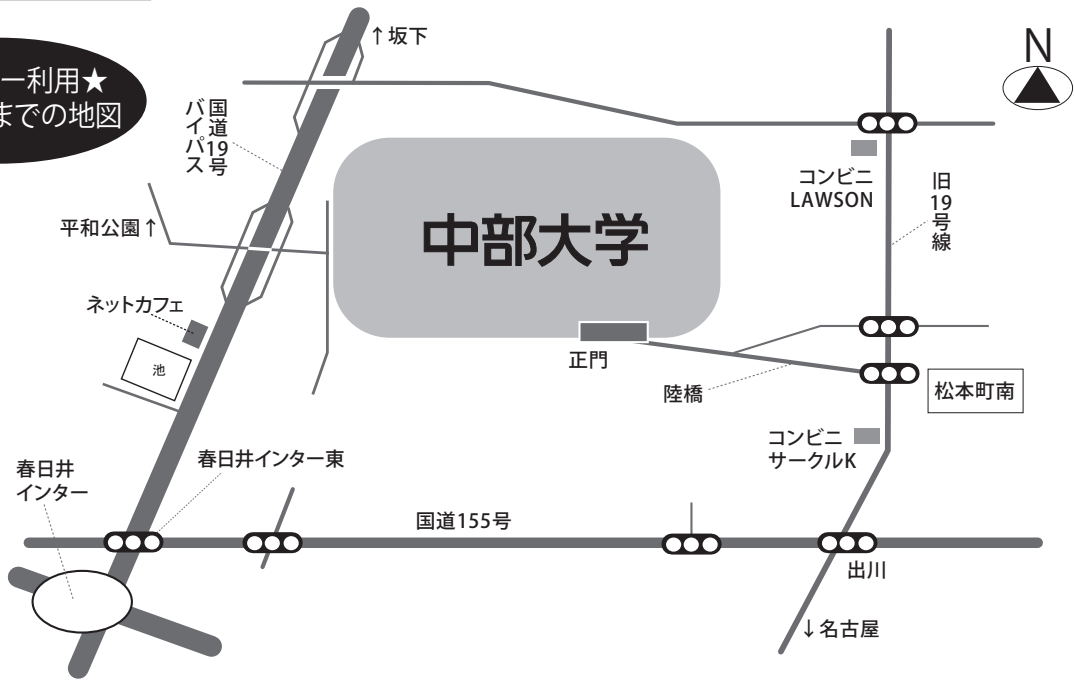 ー利用★
までの地図
↑坂下
N
国道19号
バイパス
コンビニ
LAWSON
旧19号線
平和公園↑
中部大学
ネットカフェ
池
正門
陸橋
松本町南
コンビニ
サークルK
春日井インター東
春日井
インター
国道155号
出川
↓名古屋